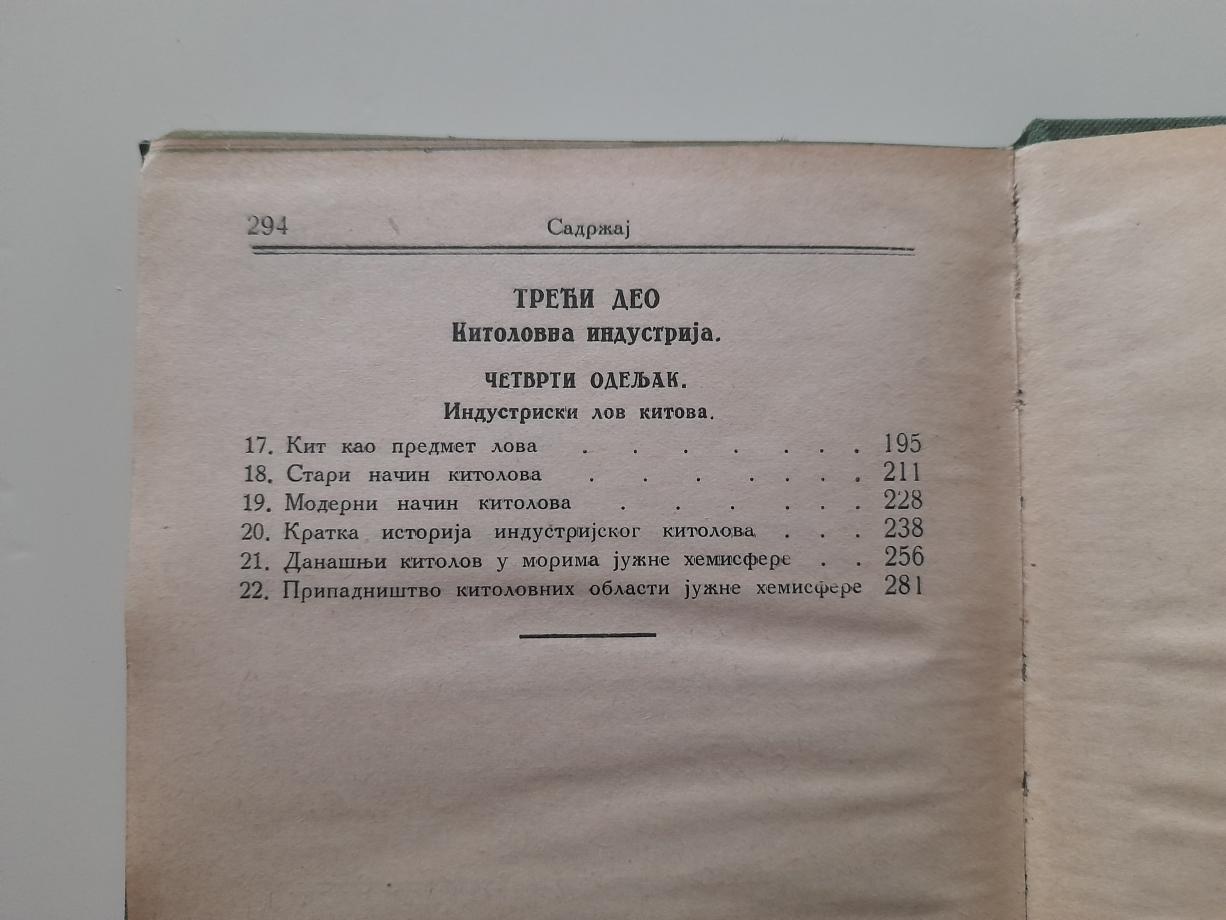 294 Садржај
ТРЕЋИ ДЕО
Китоловна индустрија.
ЧЕТВРТИ ОДЕЉАК.
Индустриски лов китова.
17. Кит као предмет лова . . . . . . 195
18. Стари начин китолова . . . . . . 211
19. Модерни начин китолова . . . . . 228
20. Кратка историја индустријског китолова . . . 238
21. Данашњи китолов у морима јужне хемисфере . . 256
22. Припадништво китоловних области јужне хемисфере 281